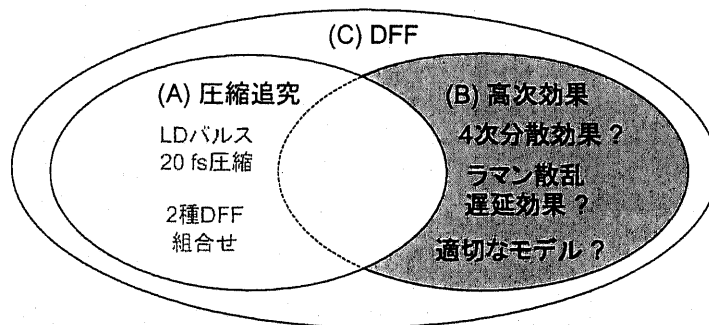 (C) DFF
(A) 圧縮追究
LDパルス
20 fs圧縮
2種DFF
組合せ
(B) 高次効果
4次分散効果？
ラマン散乱
遅延効果？
適切なモデル？